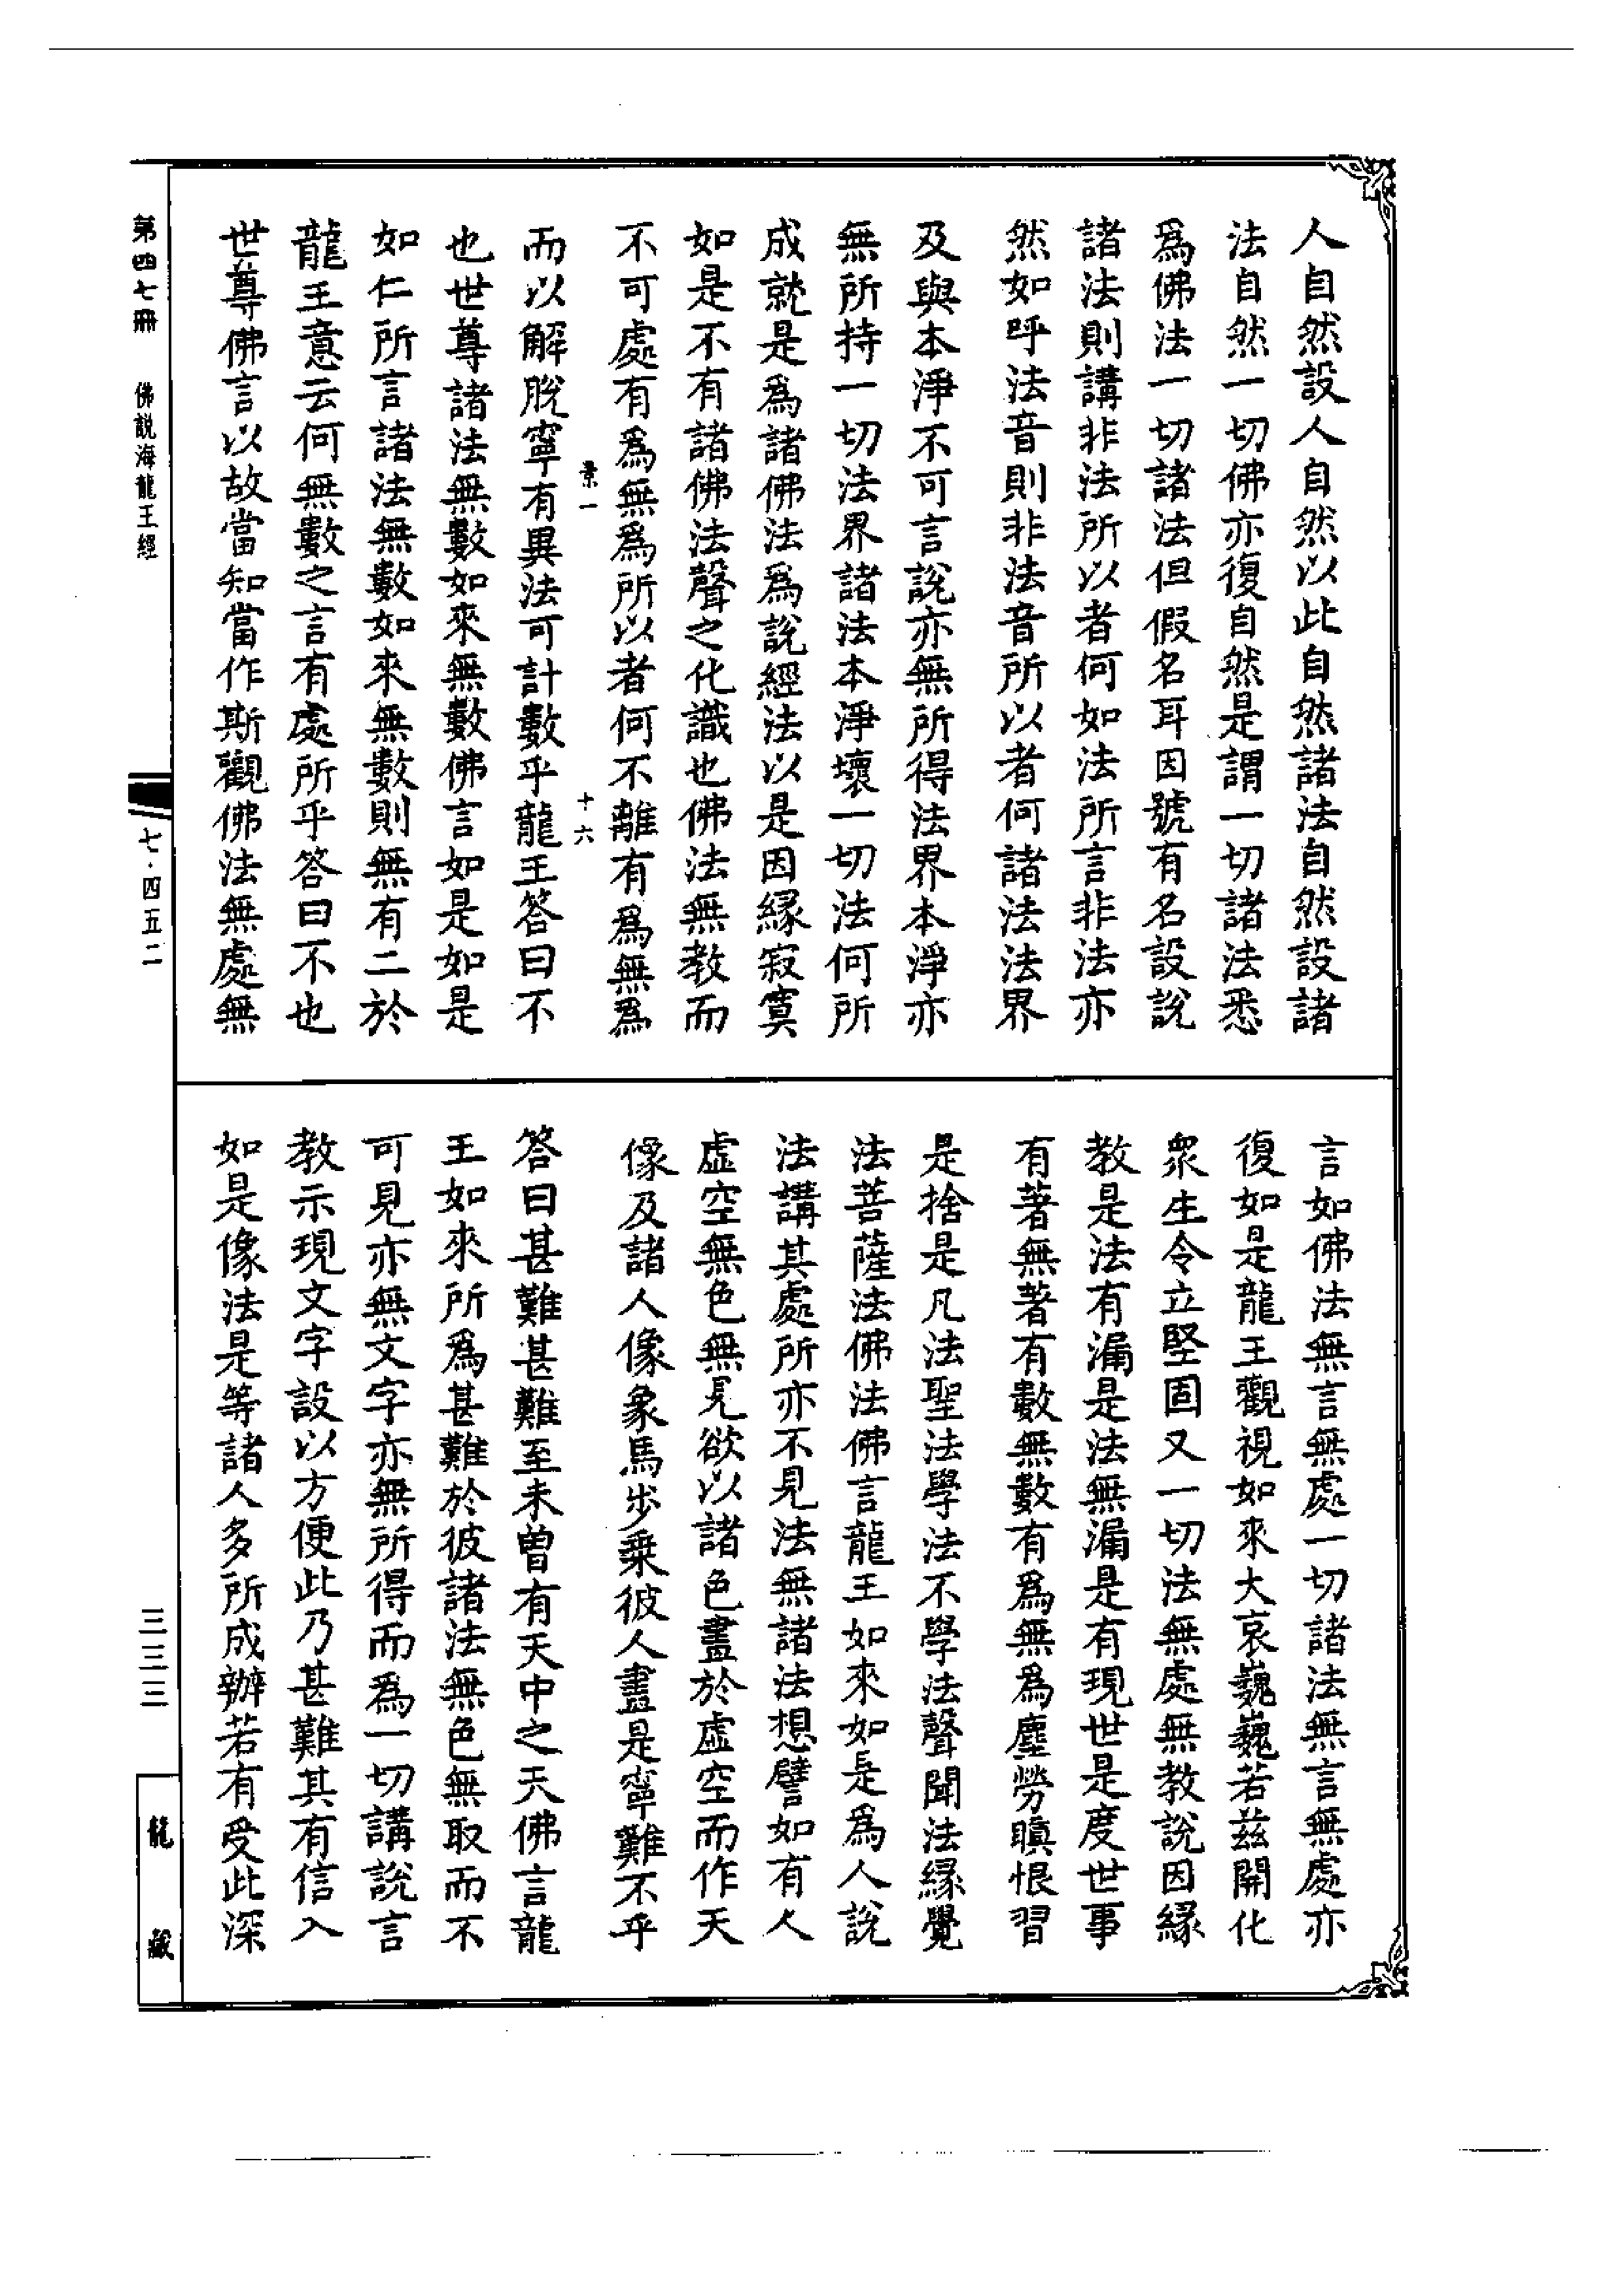 人自然設人自然以此自然諸法自然設諸
法自然一切佛亦復自然是謂一切諸法悉
爲佛法一切諸法但假名耳因號有名設說
諸法則講非法所以者何如法所言非法亦
然如呼法音則非法音所以者何諸法法界
及與本淨不可言說亦無所得法界本淨亦
無所持一切法界諸法本淨壞一切法何所
成就是爲諸佛法爲說經法以是因緣寂寞
如是不有諸佛法聲之化識也佛法無教而
不可處有爲無爲所以者何不離有爲無爲
景一 十六
而以解脫寧有異法可計數乎龍王答曰不
也世尊諸法無數如來無數佛言如是如是
如仁所言諸法無數如來無數則無有二於
龍王意云何無數之言有處所乎答曰不也
世尊佛言以故當知當作斯觀佛法無處無
言如佛法無言無處一切諸法無言無處亦
復如是龍王觀視如來大哀巍巍若茲開化
衆生令立堅固又一切法無處無教說因緣
教是法有漏是法無漏是有現世是度世事
有著無著有數無數有爲無爲塵勞瞋恨習
是捨是凡法聖法學法不學法聲聞法緣覺
法菩薩法佛法佛言龍王如來如是爲人說
法講其處所亦不見法無諸法想譬如有人
虛空無色無見欲以諸色畫於虛空而作天
像及諸人像象馬步乗彼人畫是寧難不乎
答曰甚難甚難至未曾有天中之天佛言龍
王如來所爲甚難於彼諸法無色無取而不
可見亦無文字亦無所得而爲一切講說言
教示現文字設以方便此乃甚難其有信入
如是像法是等諸人多所成辦若有受此深
第四七冊 佛説海龍王經
七·四五二
三三三
龍藏